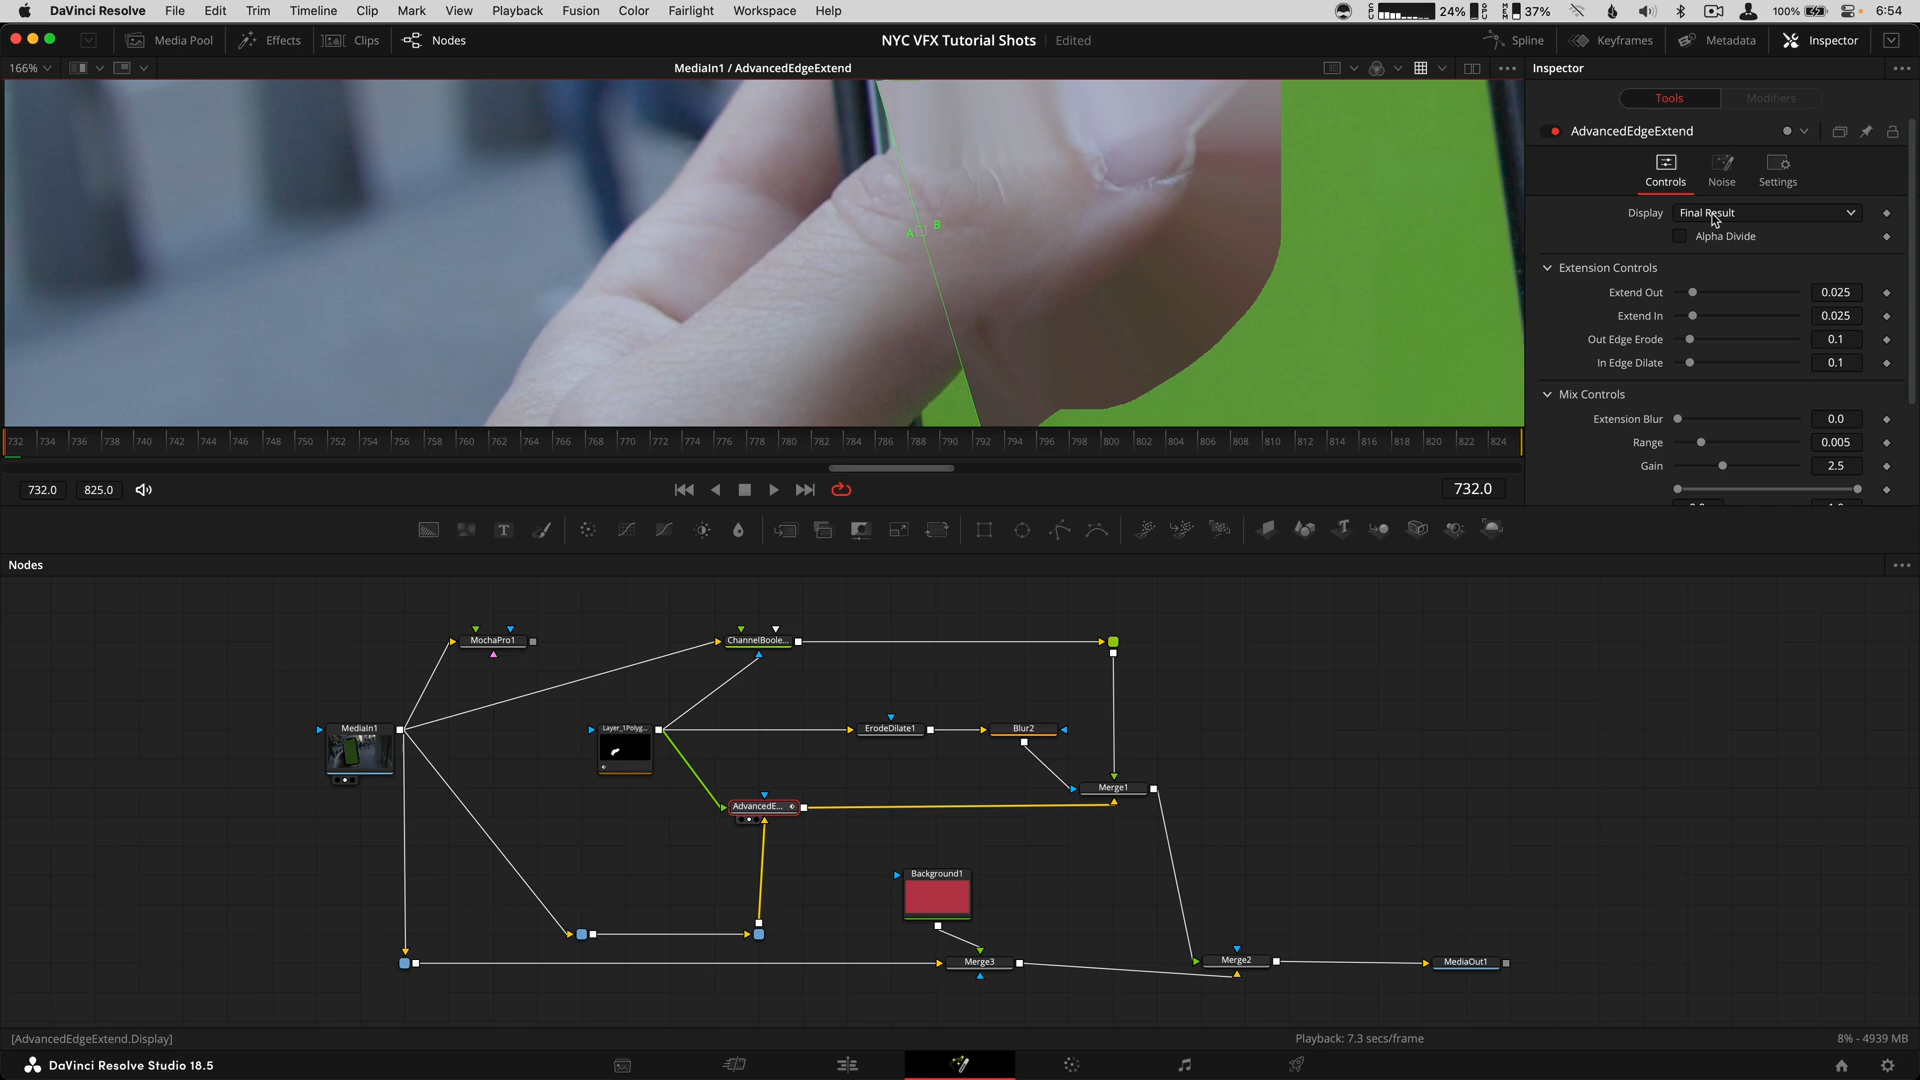 DaVinci Resolve File Edit Trim Timeline Clip Mark View Playback Fusion Color Fairlight Workspace Help
CPU 24% GPU MEM 37% 100% 6:54
Media Pool Effects Clips Nodes NYC VFX Tutorial Shots Edited Spline Keyframes Metadata Inspector
166% MediaIn1 / AdvancedEdgeExtend Inspector
Tools Modifiers
AdvancedEdgeExtend
Controls Noise Settings
Display Final Result
Alpha Divide
Extension Controls
Extend Out 0.025
Extend In 0.025
Out Edge Erode 0.1
In Edge Dilate 0.1
Mix Controls
Extension Blur 0.0
Range 0.005
Gain 2.5
A B
732 734 736 738 740 742 744 746 748 750 752 754 756 758 760 762 764 766 768 770 772 774 776 778 780 782 784 786 788 790 792 794 796 798 800 802 804 806 808 810 812 814 816 818 820 822 824
732.0 825.0 732.0
Nodes
MochaPro1
ChannelBoole...
MediaIn1
Layer_1Polyg...
ErodeDilate1
Blur2
Merge1
AdvancedE...
Background1
Merge3
Merge2
MediaOut1
[AdvancedEdgeExtend.Display] Playback: 7.3 secs/frame 8% - 4939 MB
DaVinci Resolve Studio 18.5